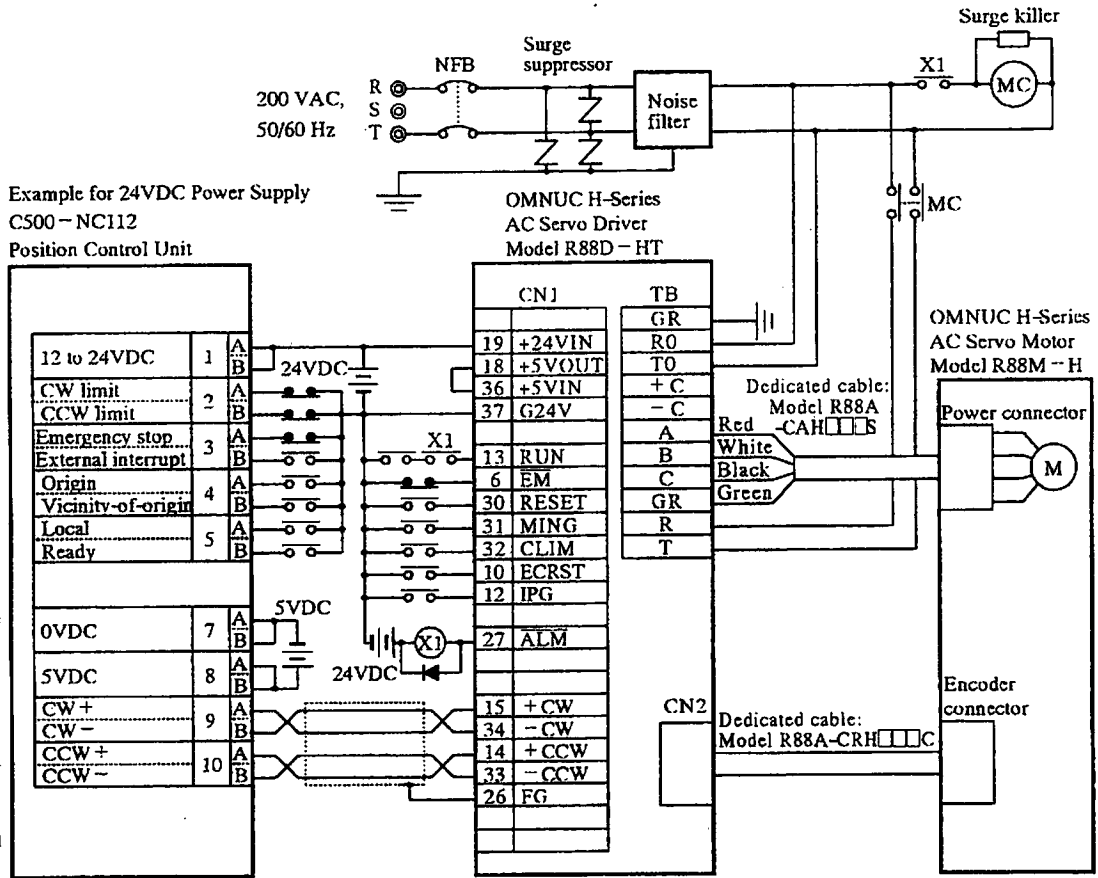 Surge killer
Surge
suppressor
NFB
X1
MC
200 VAC,
50/60 Hz
R
S
T
Noise
filter
MC
Example for 24VDC Power Supply
C500-NC112
Position Control Unit
OMNUC H-Series
AC Servo Driver
Model R88D-HT
OMNUC H-Series
AC Servo Motor
Model R88M-H
12 to 24VDC 1 A B
CW limit 2 A
CCW limit B
Emergency stop 3 A
External interrupt B
Origin 4 A
Vicinity-of-origin B
Local 5 A
Ready B
0VDC 7 A B
5VDC 8 A B
CW+ 9 A
CW- B
CCW+ 10 A
CCW- B
24VDC
X1
5VDC
X1
24VDC
CN1
19 +24VIN
18 +5VOUT
36 +5VIN
37 G24V
13 RUN
6 E̅M̅
30 RESET
31 MING
32 CLIM
10 ECRST
12 IPG
27 A̅L̅M̅
15 +CW
34 -CW
14 +CCW
33 -CCW
26 FG
TB
GR
R0
T0
+C
-C
A
B
C
GR
R
T
CN2
Dedicated cable:
Model R88A
-CAH□□□S
Red
White
Black
Green
Power connector
M
Encoder
connector
Dedicated cable:
Model R88A-CRH□□□C